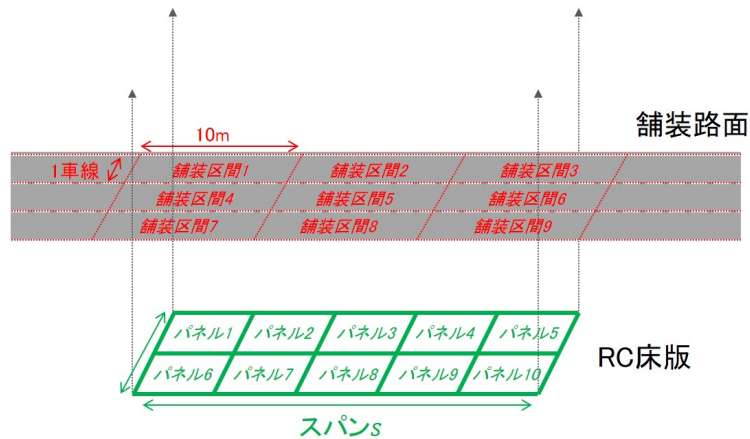 舗装路面
10m
1車線
舗装区間1 舗装区間2 舗装区間3
舗装区間4 舗装区間5 舗装区間6
舗装区間7 舗装区間8 舗装区間9
パネル1 パネル2 パネル3 パネル4 パネル5
RC床版
パネル6 パネル7 パネル8 パネル9 パネル10
スパンs